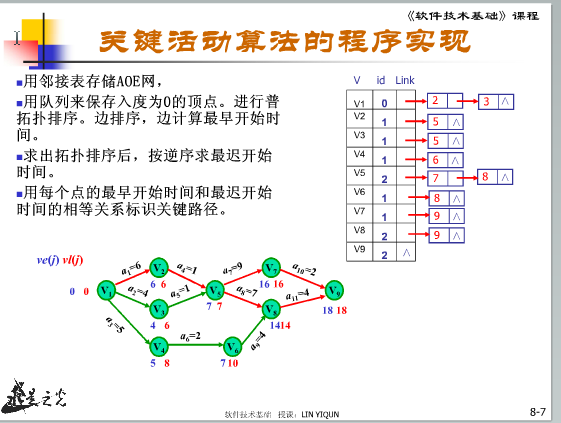 《软件技术基础》课程
关键活动算法的程序实现
用邻接表存储AOE网，
用队列来保存入度为0的顶点。进行普
拓扑排序。边排序，边计算最早开始时
间。
求出拓扑排序后，按逆序求最迟开始
时间。
用每个点的最早开始时间和最迟开始
时间的相等关系标识关键路径。
V id Link
V1 0 2 3 ∧
V2 1 5 ∧
V3 1 5 ∧
V4 1 6 ∧
V5 2 7 8 ∧
V6 1 8 ∧
V7 1 9 ∧
V8 2 9 ∧
V9 2 ∧
ve(j) vl(j)
a1=6 a4=1 a7=9 a10=2
V2 V7
6 6 16 16
0 0 V1 a2=4 a5=1 V5 a8=7 a11=4 V9
V3 7 7 V8 18 18
4 6 1414
a3=5 a6=2 a9=4
V4 V6
5 8 7 10
软件技术基础 授课：LIN YIQUN
8-7